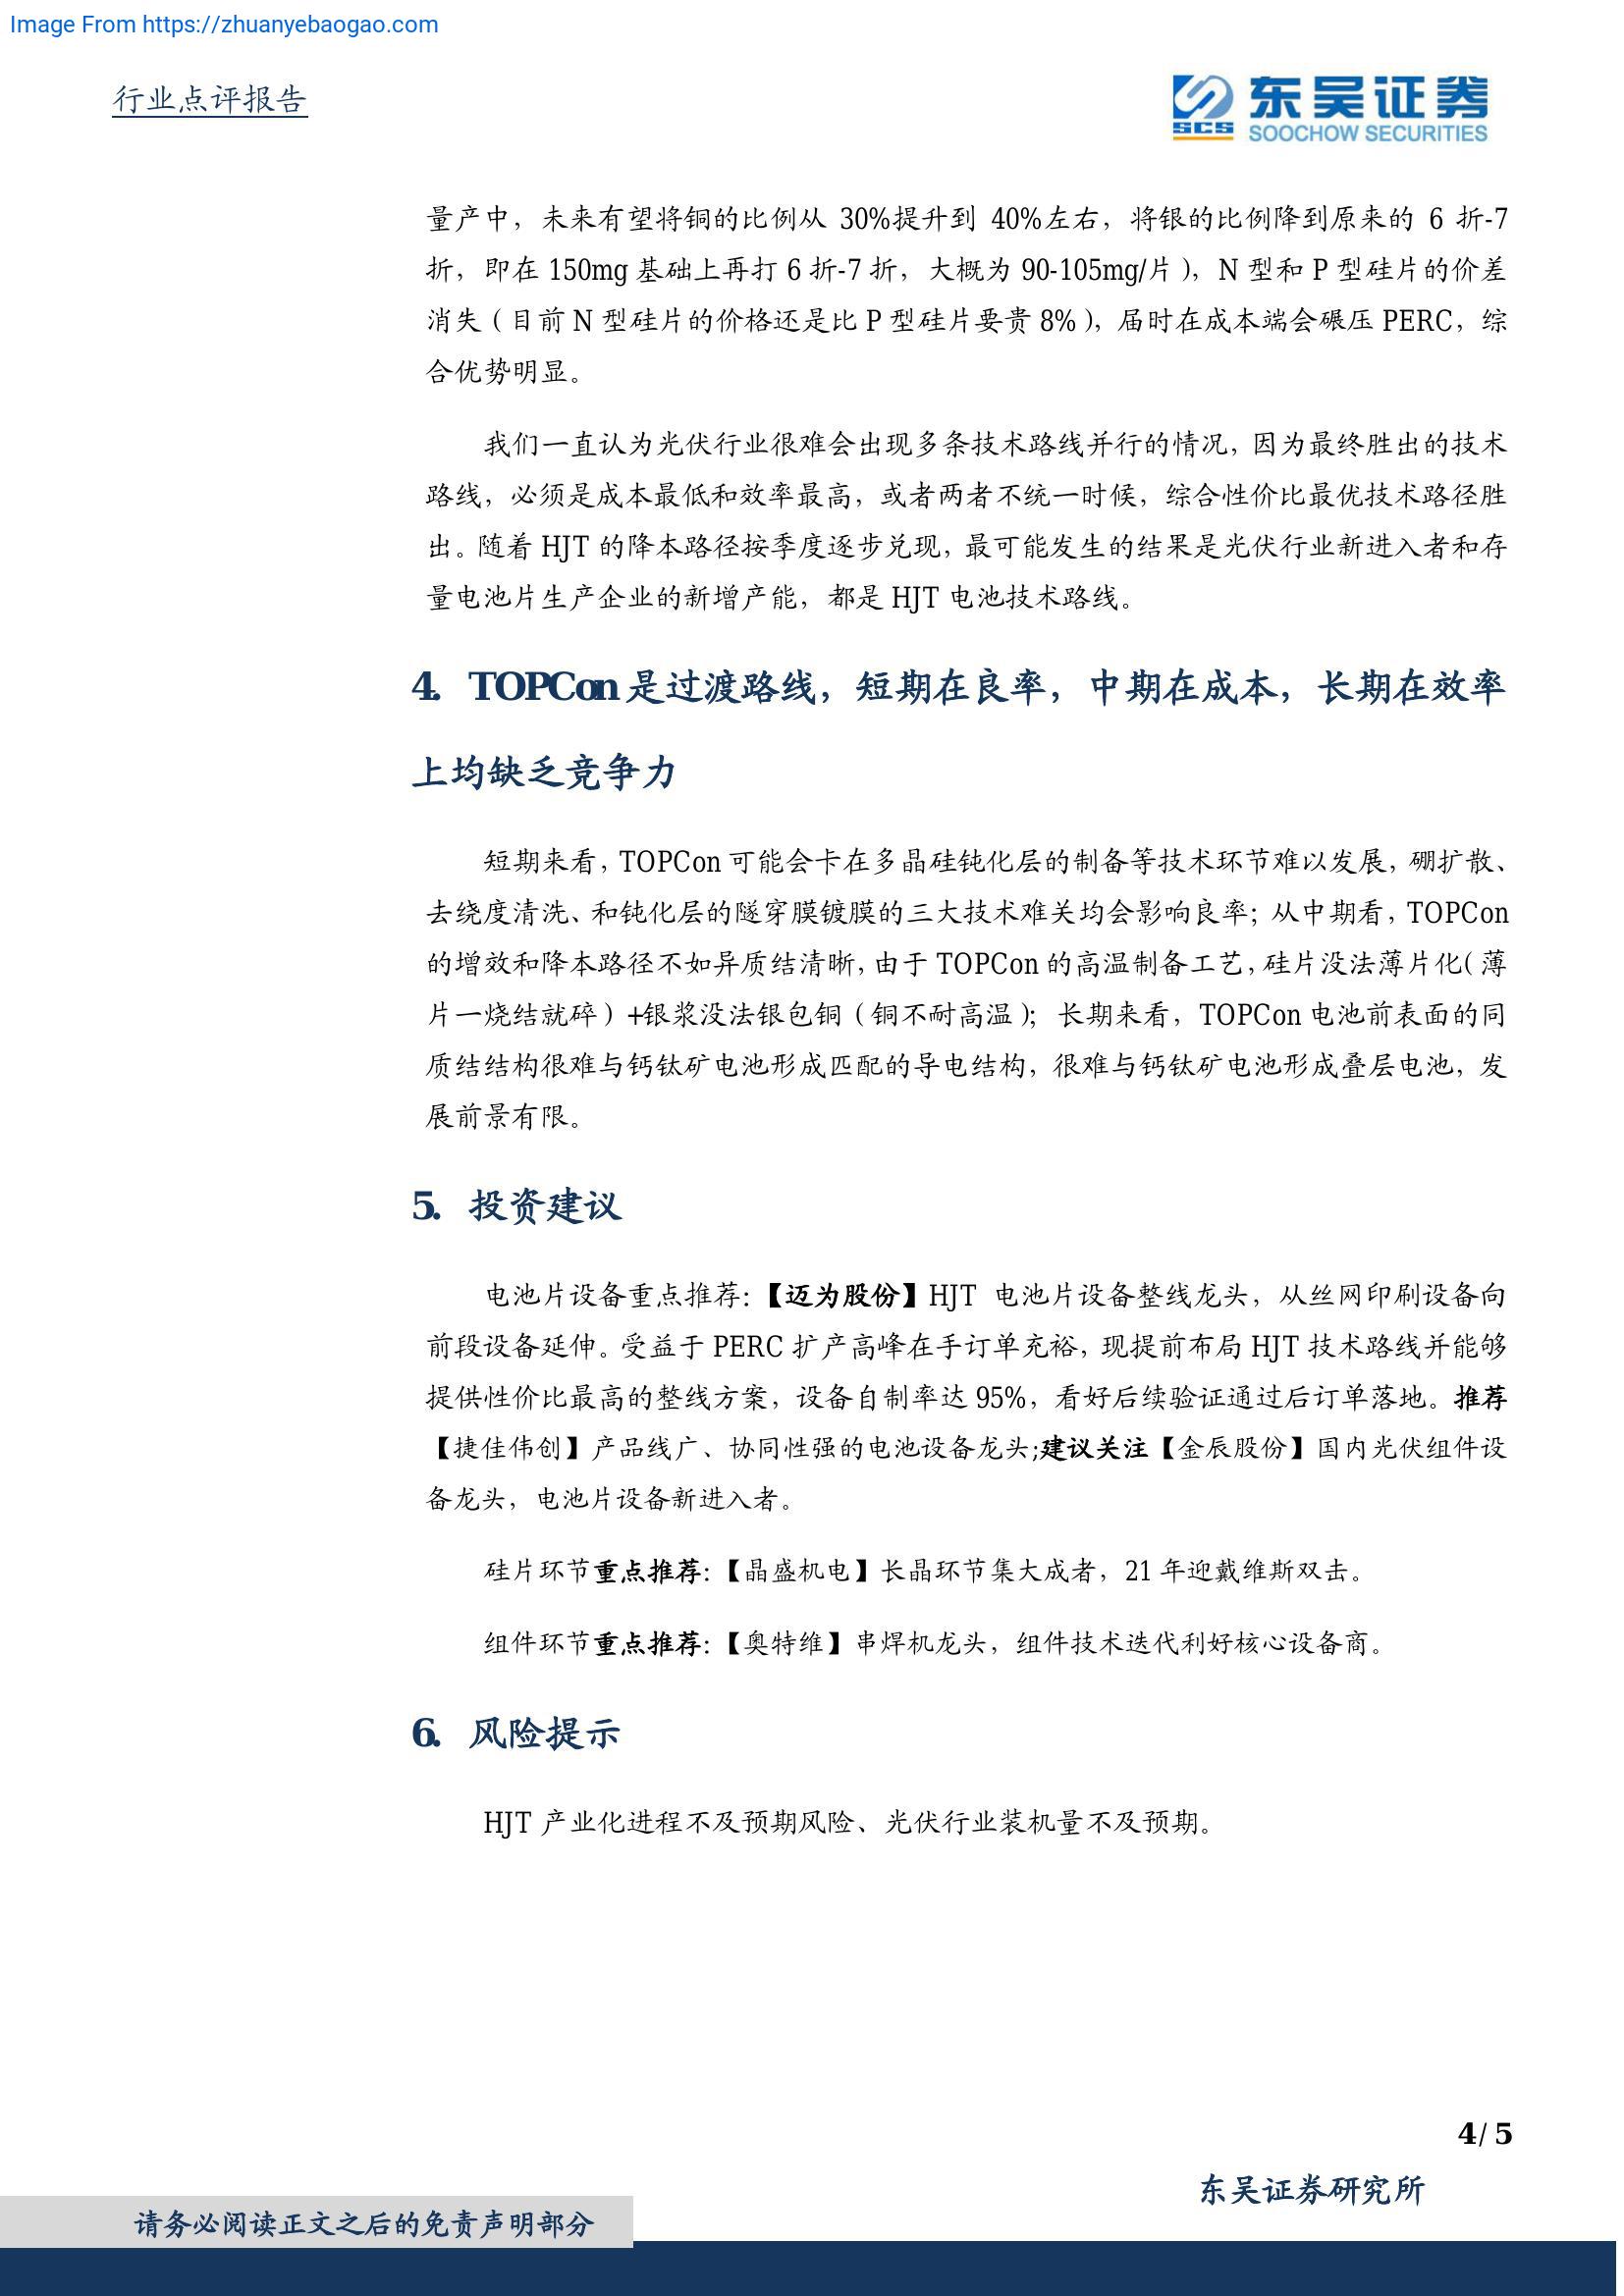 Image From https://zhuanyebaogao.com
行业点评报告
SCS
东吴证券
SOOCHOW SECURITIES
量产中，未来有望将铜的比例从 30%提升到 40%左右，将银的比例降到原来的 6 折-7
折，即在 150mg 基础上再打 6 折-7 折，大概为 90-105mg/片），N 型和 P 型硅片的价差
消失（目前 N 型硅片的价格还是比 P 型硅片要贵 8%），届时在成本端会碾压 PERC，综
合优势明显。
我们一直认为光伏行业很难会出现多条技术路线并行的情况，因为最终胜出的技术
路线，必须是成本最低和效率最高，或者两者不统一时候，综合性价比最优技术路径胜
出。随着 HJT 的降本路径按季度逐步兑现，最可能发生的结果是光伏行业新进入者和存
量电池片生产企业的新增产能，都是 HJT 电池技术路线。
4. TOPCon 是过渡路线，短期在良率，中期在成本，长期在效率
上均缺乏竞争力
短期来看，TOPCon 可能会卡在多晶硅钝化层的制备等技术环节难以发展，硼扩散、
去绕度清洗、和钝化层的隧穿膜镀膜的三大技术难关均会影响良率；从中期看，TOPCon
的增效和降本路径不如异质结清晰，由于 TOPCon 的高温制备工艺，硅片没法薄片化（薄
片一烧结就碎）+银浆没法银包铜（铜不耐高温）；长期来看，TOPCon 电池前表面的同
质结结构很难与钙钛矿电池形成匹配的导电结构，很难与钙钛矿电池形成叠层电池，发
展前景有限。
5. 投资建议
电池片设备重点推荐：【迈为股份】HJT 电池片设备整线龙头，从丝网印刷设备向
前段设备延伸。受益于 PERC 扩产高峰在手订单充裕，现提前布局 HJT 技术路线并能够
提供性价比最高的整线方案，设备自制率达 95%，看好后续验证通过后订单落地。推荐
【捷佳伟创】产品线广、协同性强的电池设备龙头;建议关注【金辰股份】国内光伏组件设
备龙头，电池片设备新进入者。
硅片环节重点推荐：【晶盛机电】长晶环节集大成者，21 年迎戴维斯双击。
组件环节重点推荐：【奥特维】串焊机龙头，组件技术迭代利好核心设备商。
6. 风险提示
HJT 产业化进程不及预期风险、光伏行业装机量不及预期。
4 / 5
东吴证券研究所
请务必阅读正文之后的免责声明部分